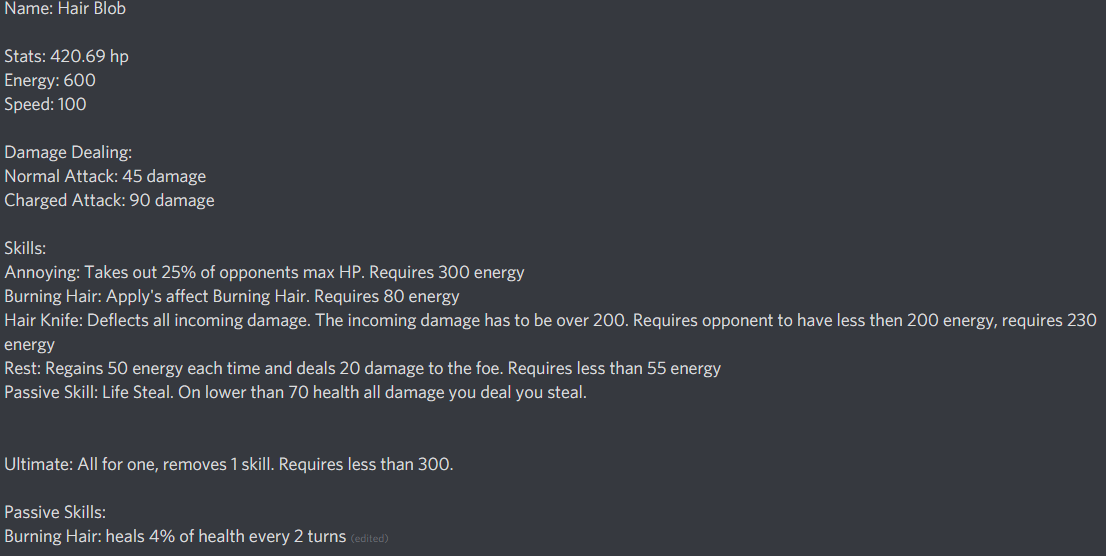 Name: Hair Blob
Stats: 420.69 hp
Energy: 600
Speed: 100
Damage Dealing:
Normal Attack: 45 damage
Charged Attack: 90 damage
Skills:
Annoying: Takes out 25% of opponents max HP. Requires 300 energy
Burning Hair: Apply's affect Burning Hair. Requires 80 energy
Hair Knife: Deflects all incoming damage. The incoming damage has to be over 200. Requires opponent to have less then 200 energy, requires 230
energy
Rest: Regains 50 energy each time and deals 20 damage to the foe. Requires less than 55 energy
Passive Skill: Life Steal. On lower than 70 health all damage you deal you steal.
Ultimate: All for one, removes 1 skill. Requires less than 300.
Passive Skills:
Burning Hair: heals 4% of health every 2 turns (edited)